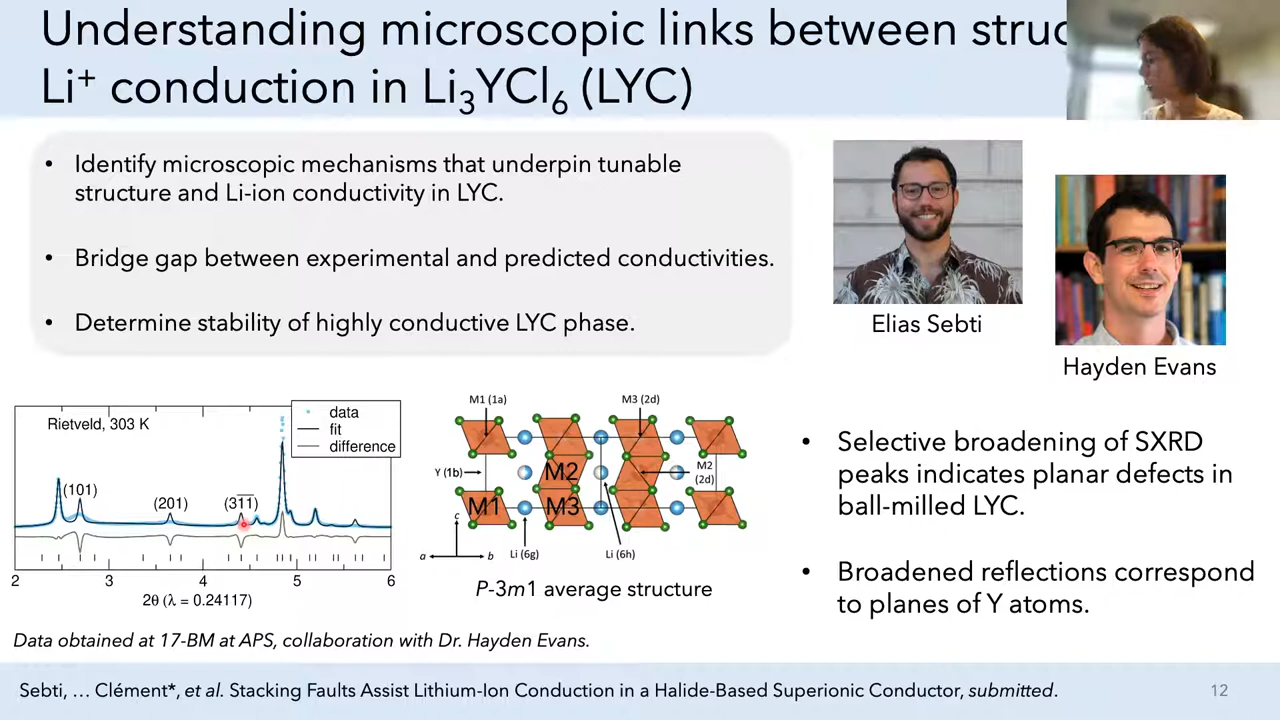 Understanding microscopic links between struc
Li⁺ conduction in Li₃YCl₆ (LYC)
• Identify microscopic mechanisms that underpin tunable
structure and Li-ion conductivity in LYC.
• Bridge gap between experimental and predicted conductivities.
• Determine stability of highly conductive LYC phase.
Elias Sebti
Hayden Evans
Rietveld, 303 K
data
fit
difference
(101)
(201)
(31̅1̅)
2 3 4 5 6
2θ (λ = 0.24117)
M1 (1a)
M3 (2d)
Y (1b)
M2
M2
(2d)
M1
M3
c
a
b
Li (6g)
Li (6h)
P-3m1 average structure
• Selective broadening of SXRD
peaks indicates planar defects in
ball-milled LYC.
• Broadened reflections correspond
to planes of Y atoms.
Data obtained at 17-BM at APS, collaboration with Dr. Hayden Evans.
Sebti, … Clément*, et al. Stacking Faults Assist Lithium-Ion Conduction in a Halide-Based Superionic Conductor, submitted.
12